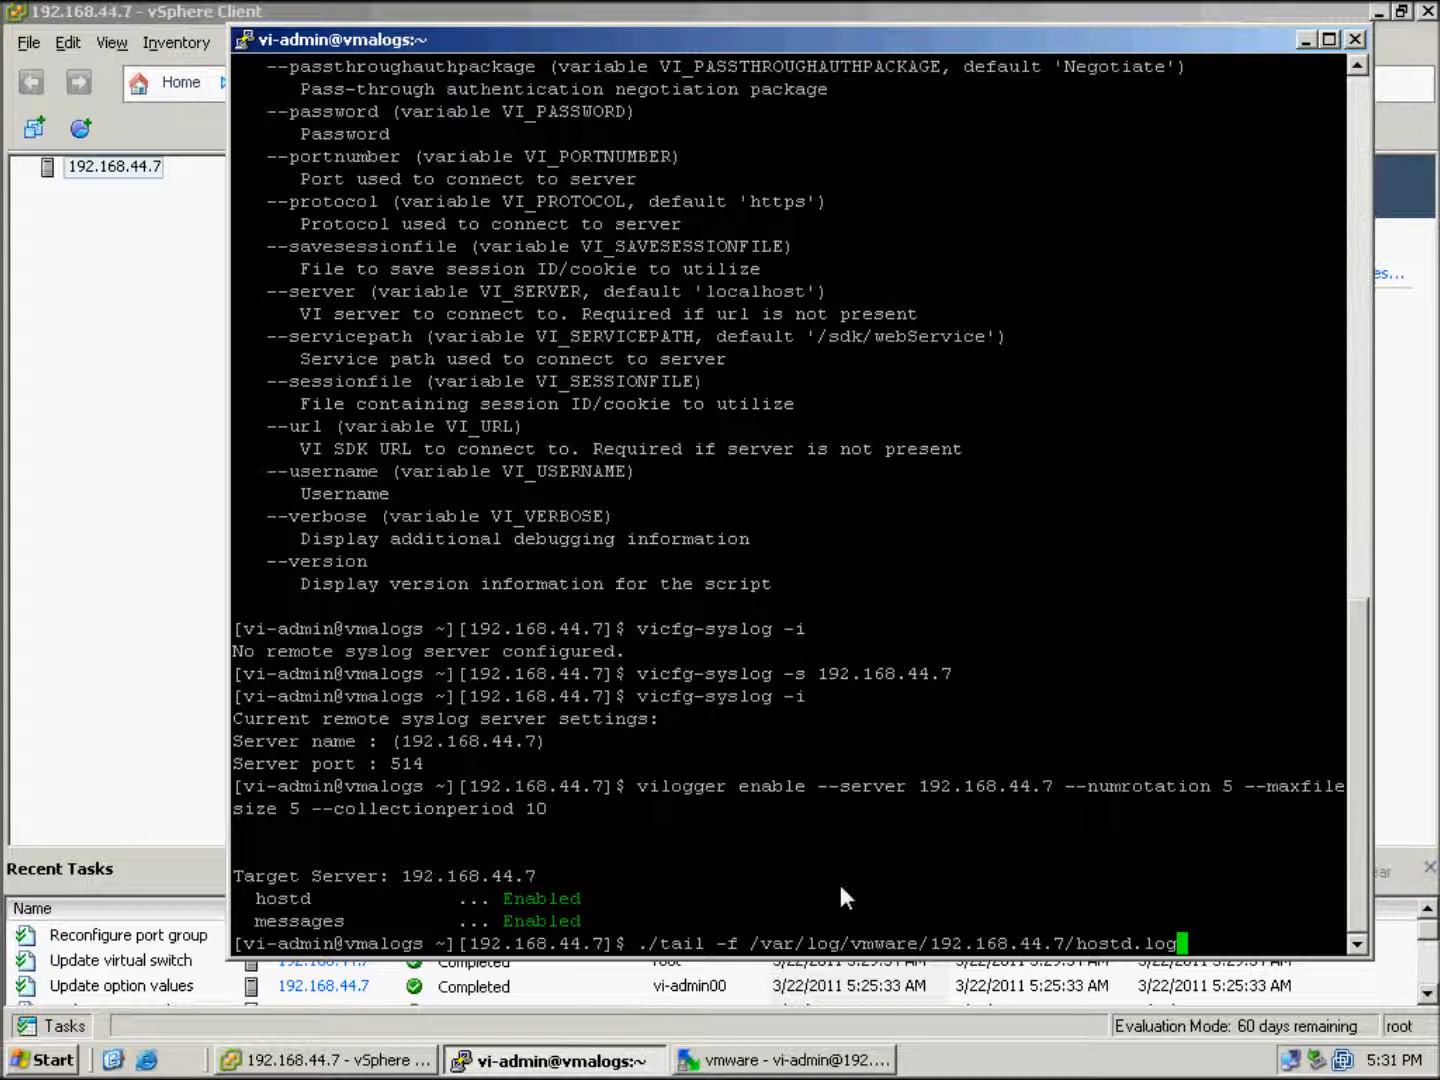 192.168.44.7 - vSphere Client
File Edit View Inventory
vi-admin@vmalogs:~
Home
192.168.44.7
--passthroughauthpackage (variable VI_PASSTHROUGHAUTHPACKAGE, default 'Negotiate')
Pass-through authentication negotiation package
--password (variable VI_PASSWORD)
Password
--portnumber (variable VI_PORTNUMBER)
Port used to connect to server
--protocol (variable VI_PROTOCOL, default 'https')
Protocol used to connect to server
--savesessionfile (variable VI_SAVESESSIONFILE)
File to save session ID/cookie to utilize
--server (variable VI_SERVER, default 'localhost')
VI server to connect to. Required if url is not present
--servicepath (variable VI_SERVICEPATH, default '/sdk/webService')
Service path used to connect to server
--sessionfile (variable VI_SESSIONFILE)
File containing session ID/cookie to utilize
--url (variable VI_URL)
VI SDK URL to connect to. Required if server is not present
--username (variable VI_USERNAME)
Username
--verbose (variable VI_VERBOSE)
Display additional debugging information
--version
Display version information for the script
[vi-admin@vmalogs ~][192.168.44.7]$ vicfg-syslog -i
No remote syslog server configured.
[vi-admin@vmalogs ~][192.168.44.7]$ vicfg-syslog -s 192.168.44.7
[vi-admin@vmalogs ~][192.168.44.7]$ vicfg-syslog -i
Current remote syslog server settings:
Server name : (192.168.44.7)
Server port : 514
[vi-admin@vmalogs ~][192.168.44.7]$ vilogger enable --server 192.168.44.7 --numrotation 5 --maxfile
size 5 --collectionperiod 10
Target Server: 192.168.44.7
hostd ... Enabled
messages ... Enabled
[vi-admin@vmalogs ~][192.168.44.7]$ ./tail -f /var/log/vmware/192.168.44.7/hostd.log
es...
Recent Tasks
ear
Name
Reconfigure port group
Update virtual switch 192.168.44.7 Completed root 3/22/2011 5:29:31 AM 3/22/2011 5:29:31 AM 3/22/2011 5:29:31 AM
Update option values 192.168.44.7 Completed vi-admin00 3/22/2011 5:25:33 AM 3/22/2011 5:25:33 AM 3/22/2011 5:25:33 AM
Tasks Evaluation Mode: 60 days remaining root
Start 192.168.44.7 - vSphere ... vi-admin@vmalogs:~ vmware - vi-admin@192.... 5:31 PM